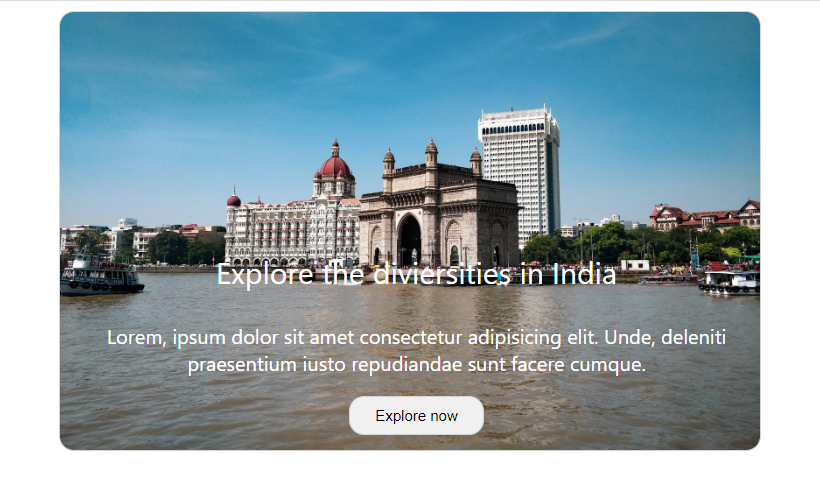 Explore the diviersities in India
Lorem, ipsum dolor sit amet consectetur adipisicing elit. Unde, deleniti
praesentium iusto repudiandae sunt facere cumque.
Explore now